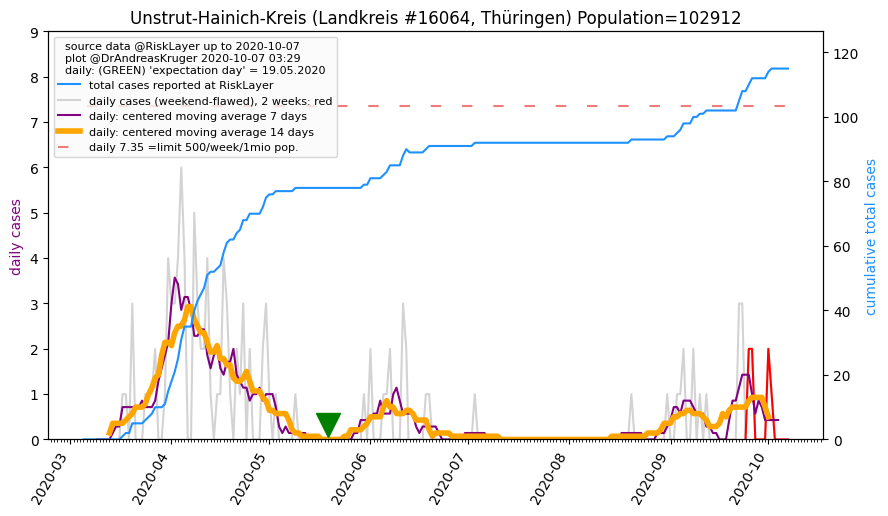 Unstrut-Hainich-Kreis (Landkreis #16064, Thüringen) Population=102912
source data @RiskLayer up to 2020-10-07
plot @DrAndreasKruger 2020-10-07 03:29
daily: (GREEN) 'expectation day' = 19.05.2020
total cases reported at RiskLayer
daily cases (weekend-flawed), 2 weeks: red
daily: centered moving average 7 days
daily: centered moving average 14 days
daily 7.35 =limit 500/week/1mio pop.
daily cases
9
8
7
6
5
4
3
2
1
0
cumulative total cases
120
100
80
60
40
20
0
2020-03
2020-04
2020-05
2020-06
2020-07
2020-08
2020-09
2020-10